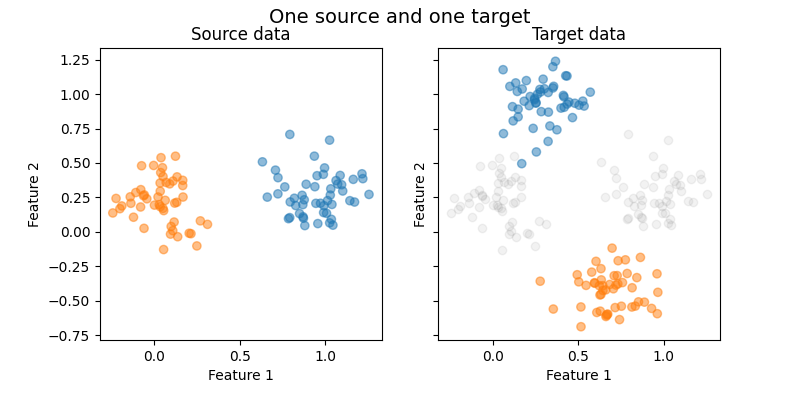 One source and one target
Source data
Target data
1.25
1.00
0.75
0.50
0.25
0.00
−0.25
−0.50
−0.75
Feature 2
Feature 2
0.0 0.5 1.0
0.0 0.5 1.0
Feature 1
Feature 1